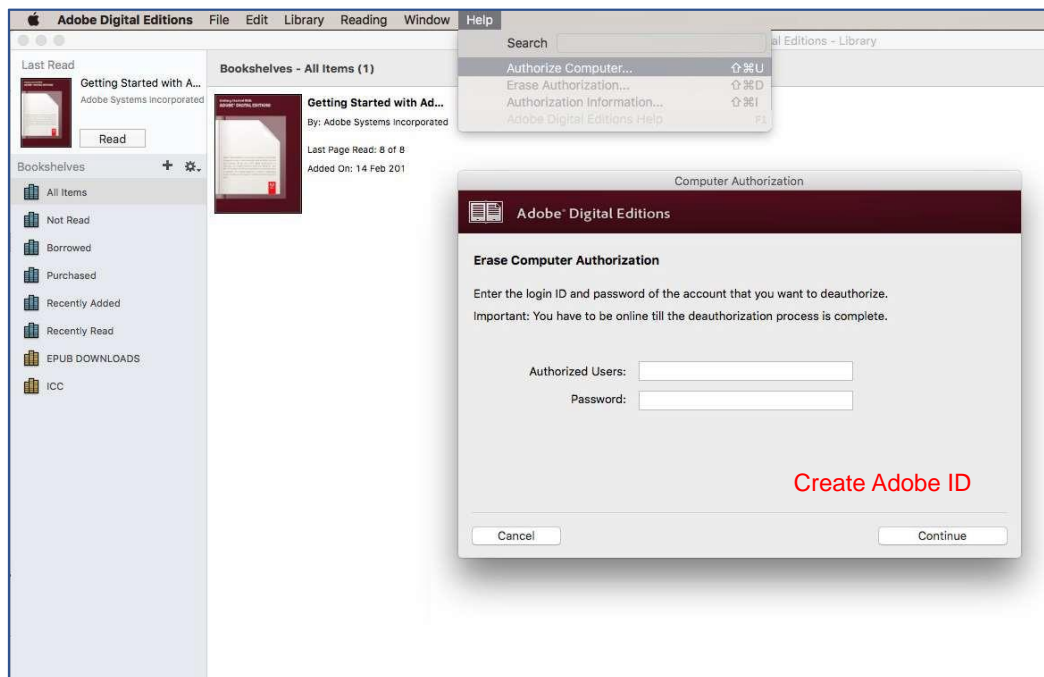 Adobe Digital Editions File Edit Library Reading Window Help
al Editions - Library
Search
Authorize Computer... ⇧⌘U
Erase Authorization... ⇧⌘D
Authorization Information... ⇧⌘I
Adobe Digital Editions Help F1
Last Read
Getting Started with A...
Adobe Systems Incorporated
Read
Bookshelves
All Items
Not Read
Borrowed
Purchased
Recently Added
Recently Read
EPUB DOWNLOADS
ICC
Bookshelves - All Items (1)
Getting Started with Ad...
By: Adobe Systems Incorporated
Last Page Read: 8 of 8
Added On: 14 Feb 201
Computer Authorization
Adobe® Digital Editions
Erase Computer Authorization
Enter the login ID and password of the account that you want to deauthorize.
Important: You have to be online till the deauthorization process is complete.
Authorized Users:
Password:
Create Adobe ID
Cancel
Continue